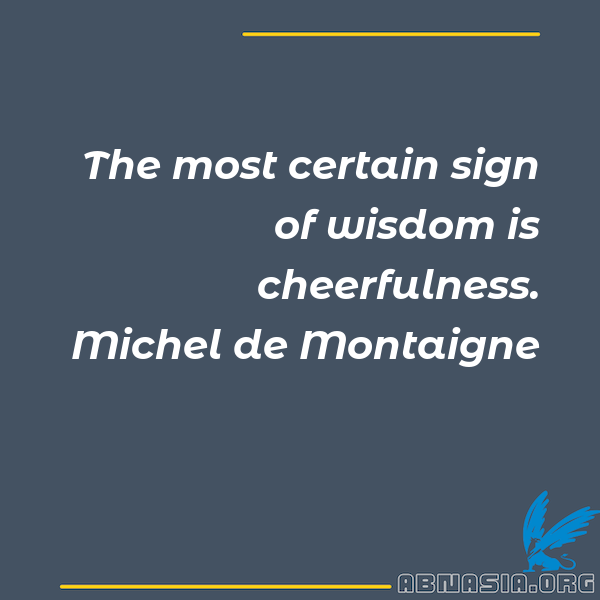 The most certain sign
of wisdom is
cheerfulness.
Michel de Montaigne
ABNASIA.ORG